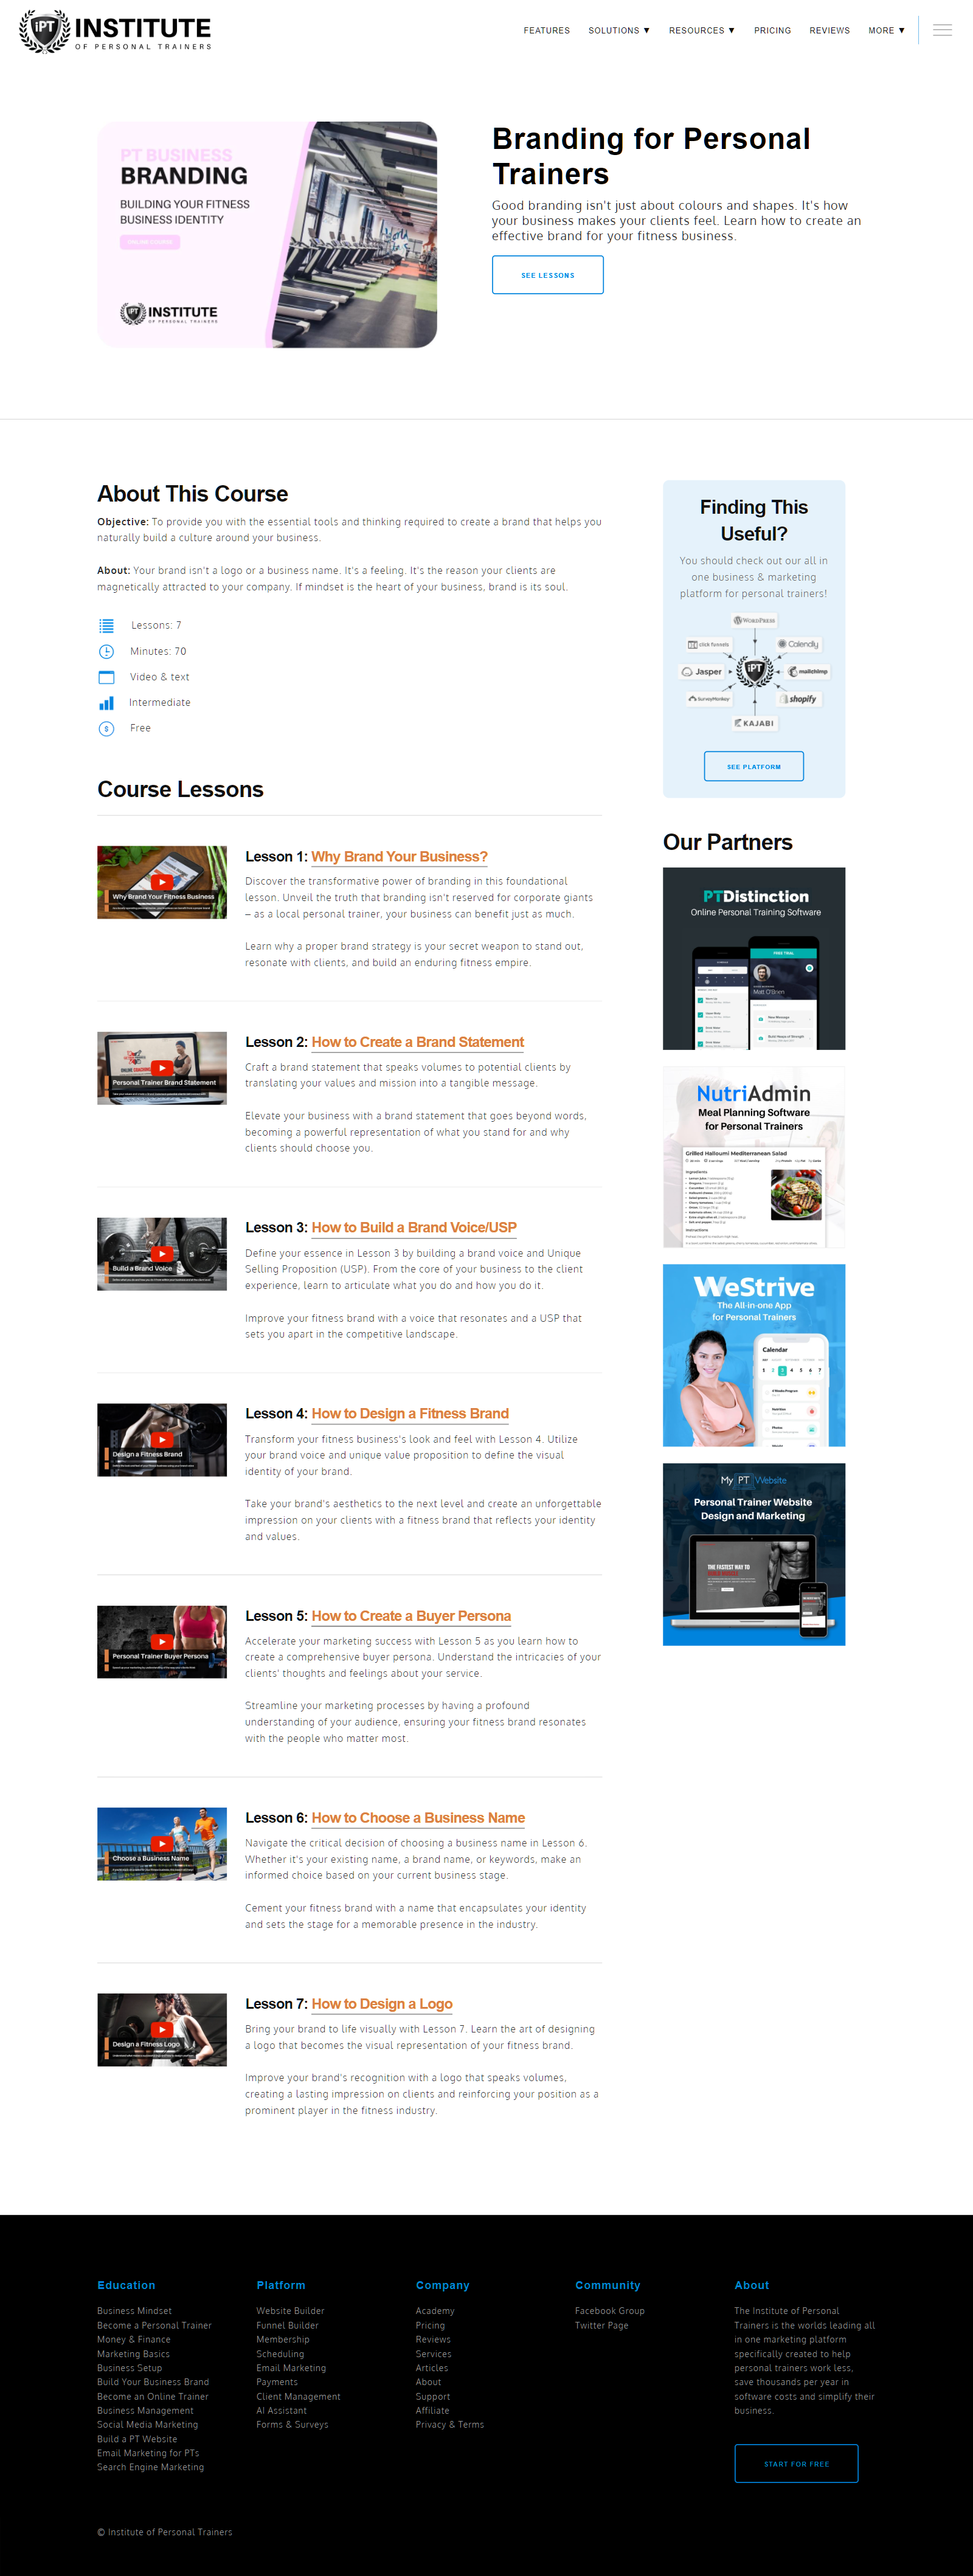 iPT INSTITUTE
OF PERSONAL TRAINERS
FEATURES SOLUTIONS ▼ RESOURCES ▼ PRICING REVIEWS MORE ▼
PT BUSINESS
BRANDING
BUILDING YOUR FITNESS
BUSINESS IDENTITY
ONLINE COURSE
iPT INSTITUTE
OF PERSONAL TRAINERS
Branding for Personal
Trainers
Good branding isn't just about colours and shapes. It's how
your business makes your clients feel. Learn how to create an
effective brand for your fitness business.
SEE LESSONS
About This Course
Objective: To provide you with the essential tools and thinking required to create a brand that helps you
naturally build a culture around your business.
About: Your brand isn't a logo or a business name. It's a feeling. It's the reason your clients are
magnetically attracted to your company. If mindset is the heart of your business, brand is its soul.
Lessons: 7
Minutes: 70
Video & text
Intermediate
Free
Course Lessons
Why Brand Your Fitness Business
Lesson 1: Why Brand Your Business?
Discover the transformative power of branding in this foundational
lesson. Unveil the truth that branding isn't reserved for corporate giants
– as a local personal trainer, your business can benefit just as much.
Learn why a proper brand strategy is your secret weapon to stand out,
resonate with clients, and build an enduring fitness empire.
Personal Trainer Brand Statement
Lesson 2: How to Create a Brand Statement
Craft a brand statement that speaks volumes to potential clients by
translating your values and mission into a tangible message.
Elevate your business with a brand statement that goes beyond words,
becoming a powerful representation of what you stand for and why
clients should choose you.
Build a Brand Voice
Lesson 3: How to Build a Brand Voice/USP
Define your essence in Lesson 3 by building a brand voice and Unique
Selling Proposition (USP). From the core of your business to the client
experience, learn to articulate what you do and how you do it.
Improve your fitness brand with a voice that resonates and a USP that
sets you apart in the competitive landscape.
Design a Fitness Brand
Lesson 4: How to Design a Fitness Brand
Transform your fitness business's look and feel with Lesson 4. Utilize
your brand voice and unique value proposition to define the visual
identity of your brand.
Take your brand's aesthetics to the next level and create an unforgettable
impression on your clients with a fitness brand that reflects your identity
and values.
Personal Trainer Buyer Persona
Lesson 5: How to Create a Buyer Persona
Accelerate your marketing success with Lesson 5 as you learn how to
create a comprehensive buyer persona. Understand the intricacies of your
clients' thoughts and feelings about your service.
Streamline your marketing processes by having a profound
understanding of your audience, ensuring your fitness brand resonates
with the people who matter most.
Choose a Business Name
Lesson 6: How to Choose a Business Name
Navigate the critical decision of choosing a business name in Lesson 6.
Whether it's your existing name, a brand name, or keywords, make an
informed choice based on your current business stage.
Cement your fitness brand with a name that encapsulates your identity
and sets the stage for a memorable presence in the industry.
Design a Fitness Logo
Lesson 7: How to Design a Logo
Bring your brand to life visually with Lesson 7. Learn the art of designing
a logo that becomes the visual representation of your fitness brand.
Improve your brand's recognition with a logo that speaks volumes,
creating a lasting impression on clients and reinforcing your position as a
prominent player in the fitness industry.
Finding This
Useful?
You should check out our all in
one business & marketing
platform for personal trainers!
WORDPRESS
click funnels
Calendly
Jasper
iPT
mailchimp
SurveyMonkey
shopify
KAJABI
SEE PLATFORM
Our Partners
PTDistinction
Online Personal Training Software
FREE TRIAL
Matt O'Brien
NutriAdmin
Meal Planning Software
for Personal Trainers
Grilled Halloumi Mediterranean Salad
Ingredients
Instructions
WeStrive
The All-in-one App
for Personal Trainers
Calendar
1 2 3 4 5 6 7
My PT Website
Personal Trainer Website
Design and Marketing
THE FASTEST WAY TO
Education
Business Mindset
Become a Personal Trainer
Money & Finance
Marketing Basics
Business Setup
Build Your Business Brand
Become an Online Trainer
Business Management
Social Media Marketing
Build a PT Website
Email Marketing for PTs
Search Engine Marketing
Platform
Website Builder
Funnel Builder
Membership
Scheduling
Email Marketing
Payments
Client Management
AI Assistant
Forms & Surveys
Company
Academy
Pricing
Reviews
Services
Articles
About
Support
Affiliate
Privacy & Terms
Community
Facebook Group
Twitter Page
About
The Institute of Personal
Trainers is the worlds leading all
in one marketing platform
specifically created to help
personal trainers work less,
save thousands per year in
software costs and simplify their
business.
START FOR FREE
© Institute of Personal Trainers